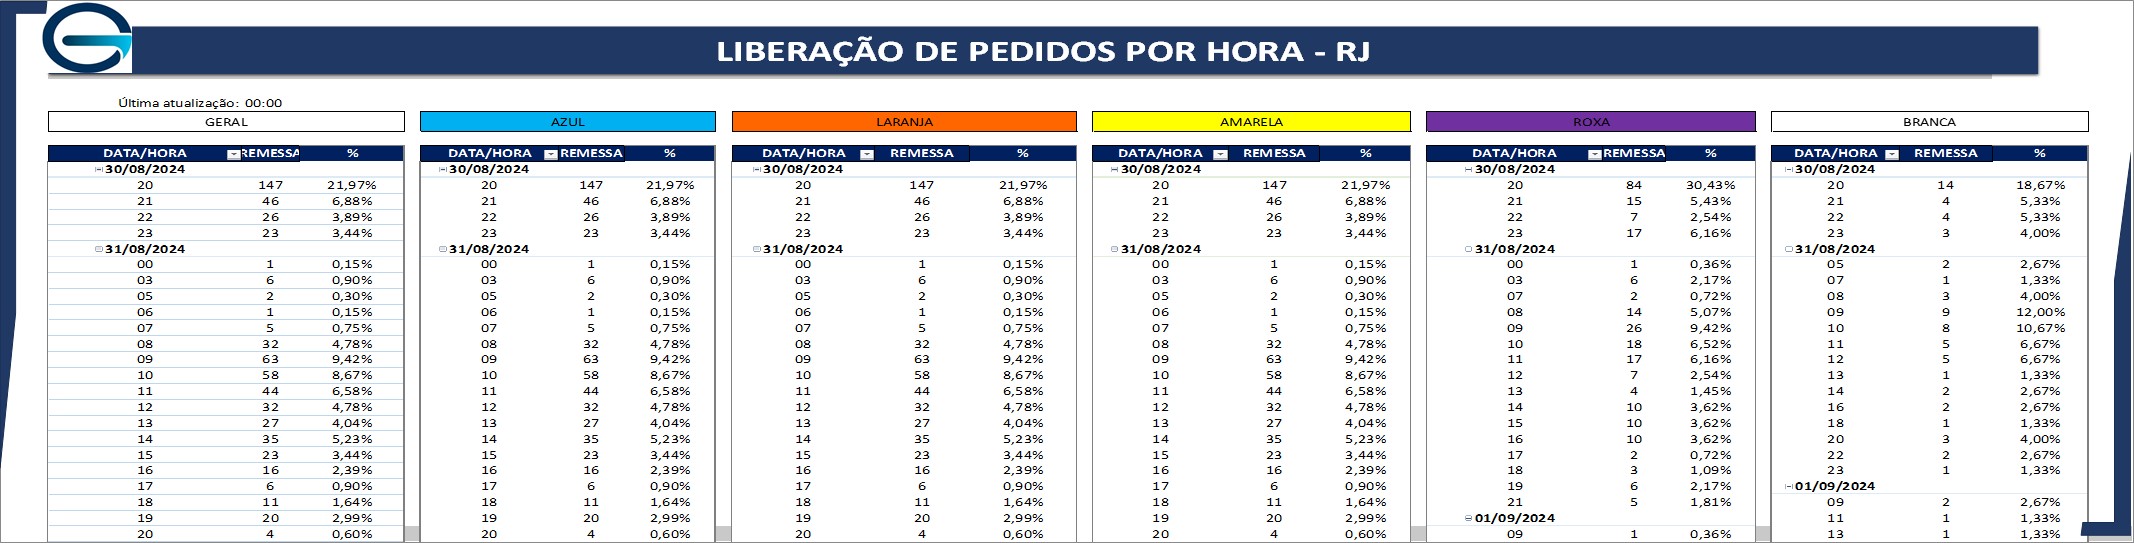 LIBERAÇÃO DE PEDIDOS POR HORA - RJ
Última atualização: 00:00
GERAL AZUL LARANJA AMARELA ROXA BRANCA
DATA/HORA REMESSA % DATA/HORA REMESSA % DATA/HORA REMESSA % DATA/HORA REMESSA % DATA/HORA REMESSA % DATA/HORA REMESSA %
30/08/2024 30/08/2024 30/08/2024 30/08/2024 30/08/2024 30/08/2024
20 147 21,97% 20 147 21,97% 20 147 21,97% 20 147 21,97% 20 84 30,43% 20 14 18,67%
21 46 6,88% 21 46 6,88% 21 46 6,88% 21 46 6,88% 21 15 5,43% 21 4 5,33%
22 26 3,89% 22 26 3,89% 22 26 3,89% 22 26 3,89% 22 7 2,54% 22 4 5,33%
23 23 3,44% 23 23 3,44% 23 23 3,44% 23 23 3,44% 23 17 6,16% 23 3 4,00%
31/08/2024 31/08/2024 31/08/2024 31/08/2024 31/08/2024 31/08/2024
00 1 0,15% 00 1 0,15% 00 1 0,15% 00 1 0,15% 00 1 0,36% 05 2 2,67%
03 6 0,90% 03 6 0,90% 03 6 0,90% 03 6 0,90% 03 6 2,17% 07 1 1,33%
05 2 0,30% 05 2 0,30% 05 2 0,30% 05 2 0,30% 07 2 0,72% 08 3 4,00%
06 1 0,15% 06 1 0,15% 06 1 0,15% 06 1 0,15% 08 14 5,07% 09 9 12,00%
07 5 0,75% 07 5 0,75% 07 5 0,75% 07 5 0,75% 09 26 9,42% 10 8 10,67%
08 32 4,78% 08 32 4,78% 08 32 4,78% 08 32 4,78% 10 18 6,52% 11 5 6,67%
09 63 9,42% 09 63 9,42% 09 63 9,42% 09 63 9,42% 11 17 6,16% 12 5 6,67%
10 58 8,67% 10 58 8,67% 10 58 8,67% 10 58 8,67% 12 7 2,54% 13 1 1,33%
11 44 6,58% 11 44 6,58% 11 44 6,58% 11 44 6,58% 13 4 1,45% 14 2 2,67%
12 32 4,78% 12 32 4,78% 12 32 4,78% 12 32 4,78% 14 10 3,62% 16 2 2,67%
13 27 4,04% 13 27 4,04% 13 27 4,04% 13 27 4,04% 15 10 3,62% 18 1 1,33%
14 35 5,23% 14 35 5,23% 14 35 5,23% 14 35 5,23% 16 10 3,62% 20 3 4,00%
15 23 3,44% 15 23 3,44% 15 23 3,44% 15 23 3,44% 17 2 0,72% 22 2 2,67%
16 16 2,39% 16 16 2,39% 16 16 2,39% 16 16 2,39% 18 3 1,09% 23 1 1,33%
17 6 0,90% 17 6 0,90% 17 6 0,90% 17 6 0,90% 19 6 2,17% 01/09/2024
18 11 1,64% 18 11 1,64% 18 11 1,64% 18 11 1,64% 21 5 1,81% 09 2 2,67%
19 20 2,99% 19 20 2,99% 19 20 2,99% 19 20 2,99% 01/09/2024 11 1 1,33%
20 4 0,60% 20 4 0,60% 20 4 0,60% 20 4 0,60% 09 1 0,36% 13 1 1,33%